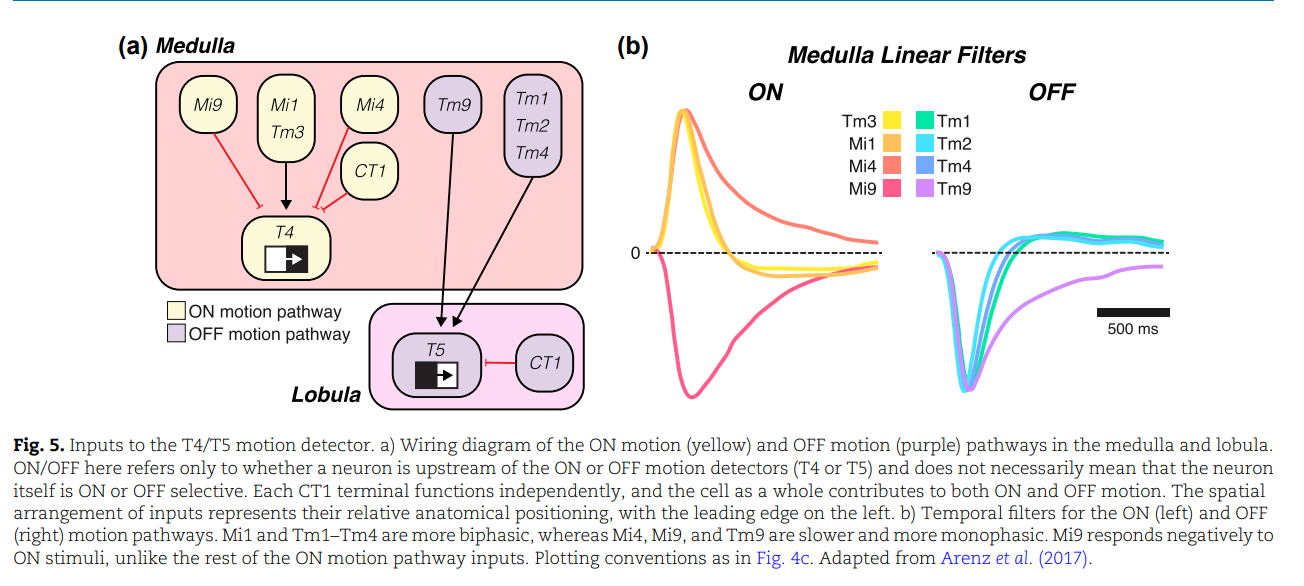 (a) Medulla
Mi9
Mi1
Tm3
Mi4
CT1
Tm9
Tm1
Tm2
Tm4
T4
ON motion pathway
OFF motion pathway
T5
CT1
Lobula
(b)
Medulla Linear Filters
ON
OFF
Tm3
Mi1
Mi4
Mi9
Tm1
Tm2
Tm4
Tm9
0
500 ms
Fig. 5. Inputs to the T4/T5 motion detector. a) Wiring diagram of the ON motion (yellow) and OFF motion (purple) pathways in the medulla and lobula.
ON/OFF here refers only to whether a neuron is upstream of the ON or OFF motion detectors (T4 or T5) and does not necessarily mean that the neuron
itself is ON or OFF selective. Each CT1 terminal functions independently, and the cell as a whole contributes to both ON and OFF motion. The spatial
arrangement of inputs represents their relative anatomical positioning, with the leading edge on the left. b) Temporal filters for the ON (left) and OFF
(right) motion pathways. Mi1 and Tm1–Tm4 are more biphasic, whereas Mi4, Mi9, and Tm9 are slower and more monophasic. Mi9 responds negatively to
ON stimuli, unlike the rest of the ON motion pathway inputs. Plotting conventions as in Fig. 4c. Adapted from Arenz et al. (2017).